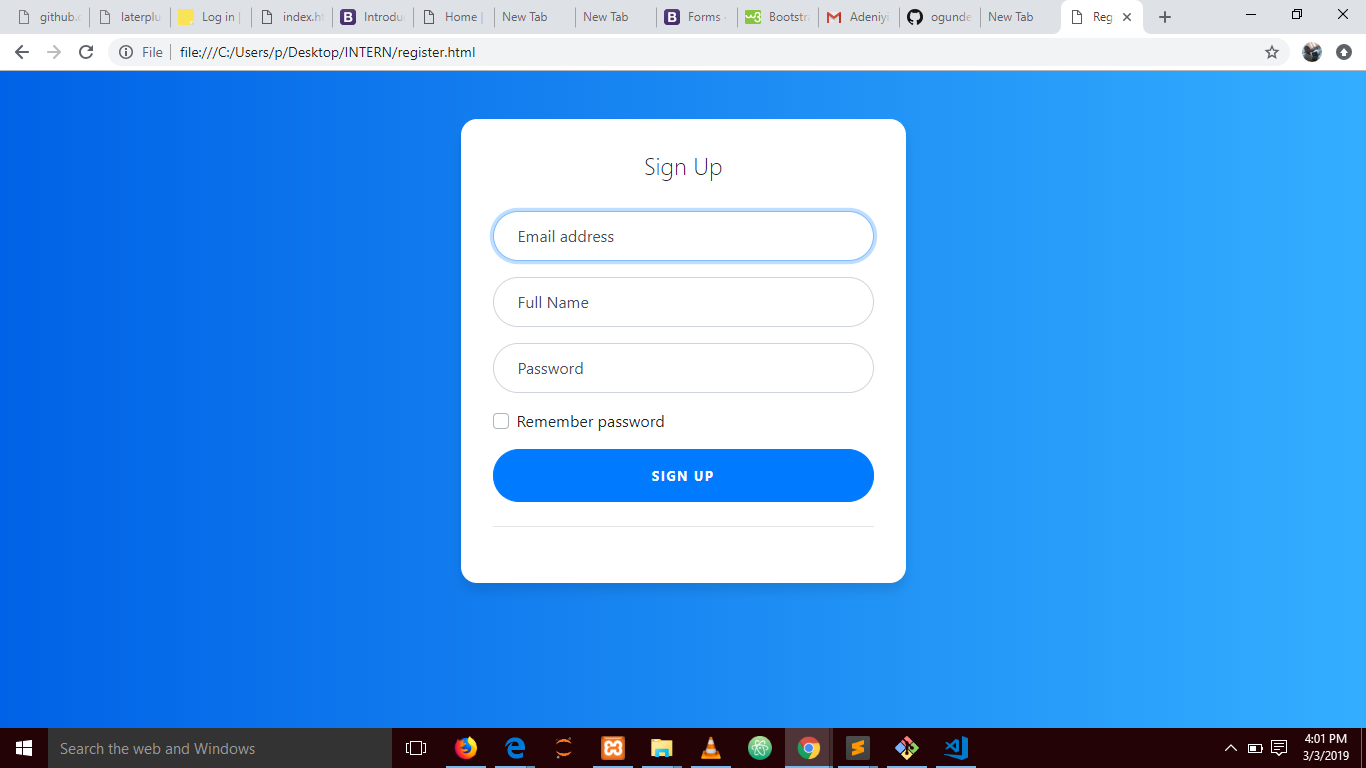 github.c laterplu Log in | index.ht Introdu Home | New Tab New Tab Forms · Bootstra Adeniyi ogunde New Tab Reg
File file:///C:/Users/p/Desktop/INTERN/register.html
Sign Up
Email address
Full Name
Password
Remember password
SIGN UP
Search the web and Windows
4:01 PM
3/3/2019